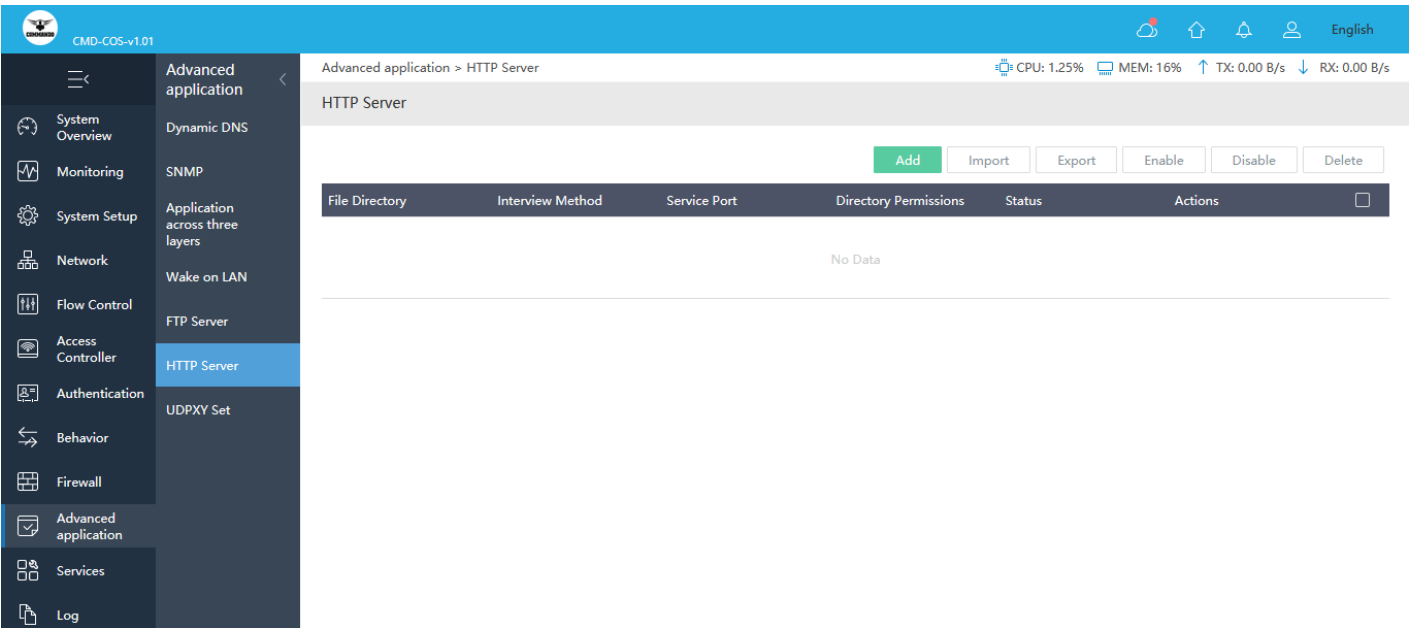 COMMANDO
CMD-COS-v1.01
English
Advanced application > HTTP Server
CPU: 1.25%
MEM: 16%
TX: 0.00 B/s
RX: 0.00 B/s
System
Overview
Monitoring
System Setup
Network
Flow Control
Access
Controller
Authentication
Behavior
Firewall
Advanced
application
Services
Log
Advanced
application
Dynamic DNS
SNMP
Application
across three
layers
Wake on LAN
FTP Server
HTTP Server
UDPXY Set
HTTP Server
Add
Import
Export
Enable
Disable
Delete
File Directory
Interview Method
Service Port
Directory Permissions
Status
Actions
No Data